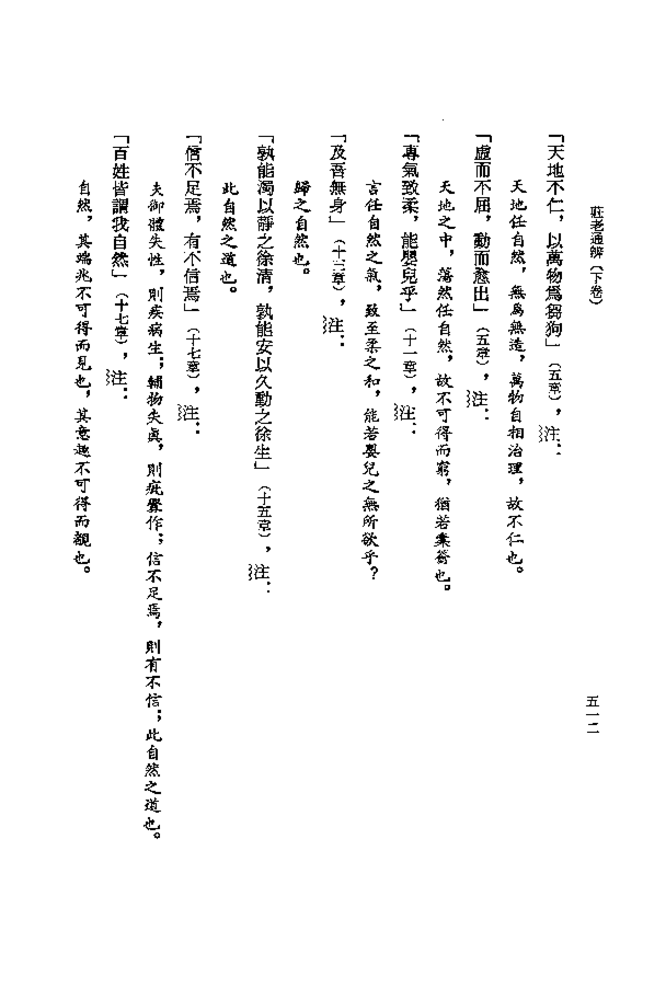 莊老通辨（下卷）
五一二
「天地不仁，以萬物爲芻狗」（五章），注：
天地任自然，無爲無造，萬物自相治理，故不仁也。
「虛而不屈，動而愈出」（五章），注：
天地之中，蕩然任自然，故不可得而窮，猶若橐籥也。
「專氣致柔，能嬰兒乎」（十一章），注：
言任自然之氣，致至柔之和，能若嬰兒之無所欲乎？
「及吾無身」（十三章），注：
歸之自然也。
「孰能濁以靜之徐清，孰能安以久動之徐生」（十五章），注：
此自然之道也。
「信不足焉，有不信焉」（十七章），注：
夫御體失性，則疾病生；輔物失眞，則疵釁作；信不足焉，則有不信；此自然之道也。
「百姓皆謂我自然」（十七章），注：
自然，其端兆不可得而見也，其意趣不可得而覩也。